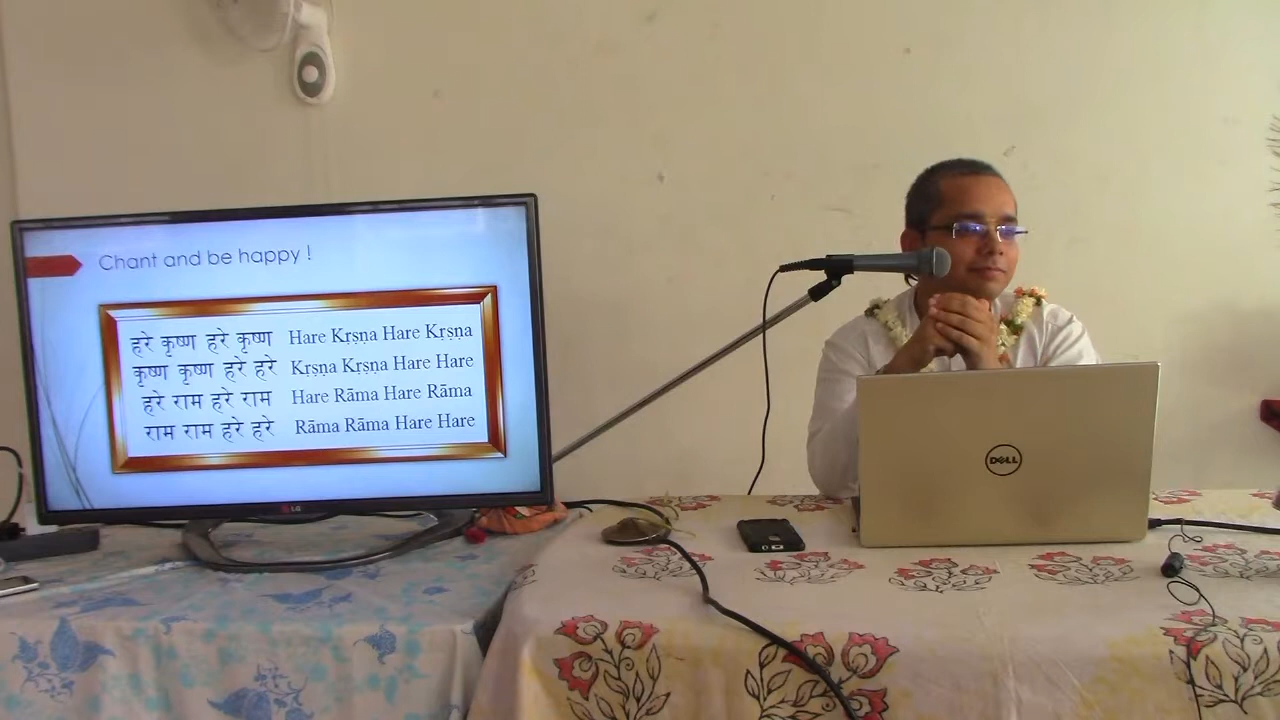 Chant and be happy !
हरे कृष्ण हरे कृष्ण Hare Kṛṣṇa Hare Kṛṣṇa
कृष्ण कृष्ण हरे हरे Kṛṣṇa Kṛṣṇa Hare Hare
हरे राम हरे राम Hare Rāma Hare Rāma
राम राम हरे हरे Rāma Rāma Hare Hare
LG
DELL